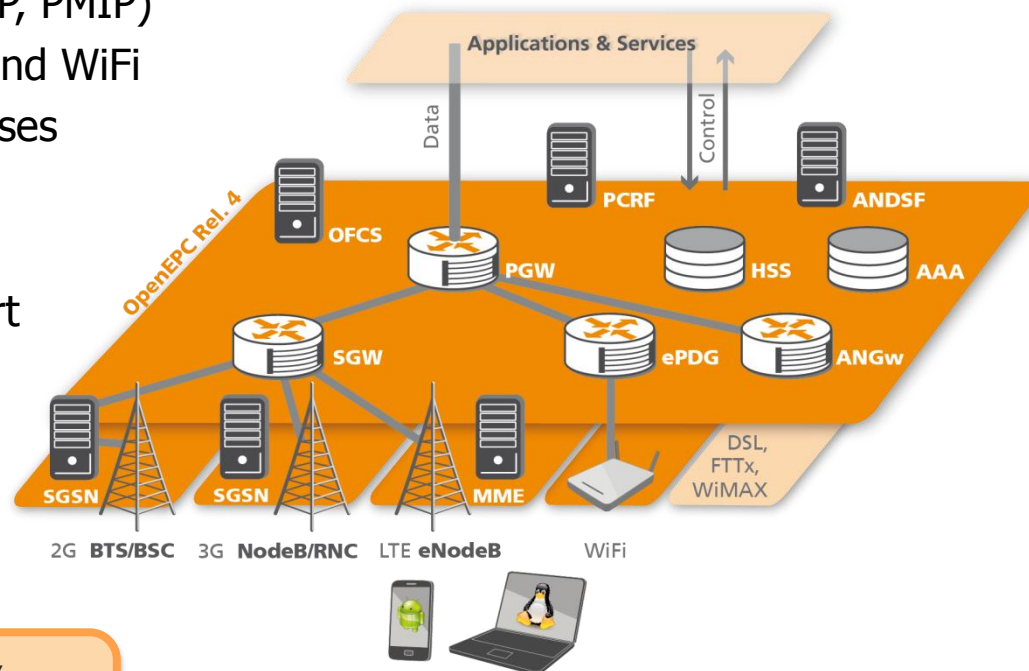 P, PMIP)
nd WiFi
ses
rt
Applications & Services
Data
Control
OpenEPC Rel. 4
OFCS
PCRF
ANDSF
PGW
HSS
AAA
SGW
ePDG
ANGw
SGSN
SGSN
MME
DSL,
FTTx,
WiMAX
2G BTS/BSC
3G NodeB/RNC
LTE eNodeB
WiFi